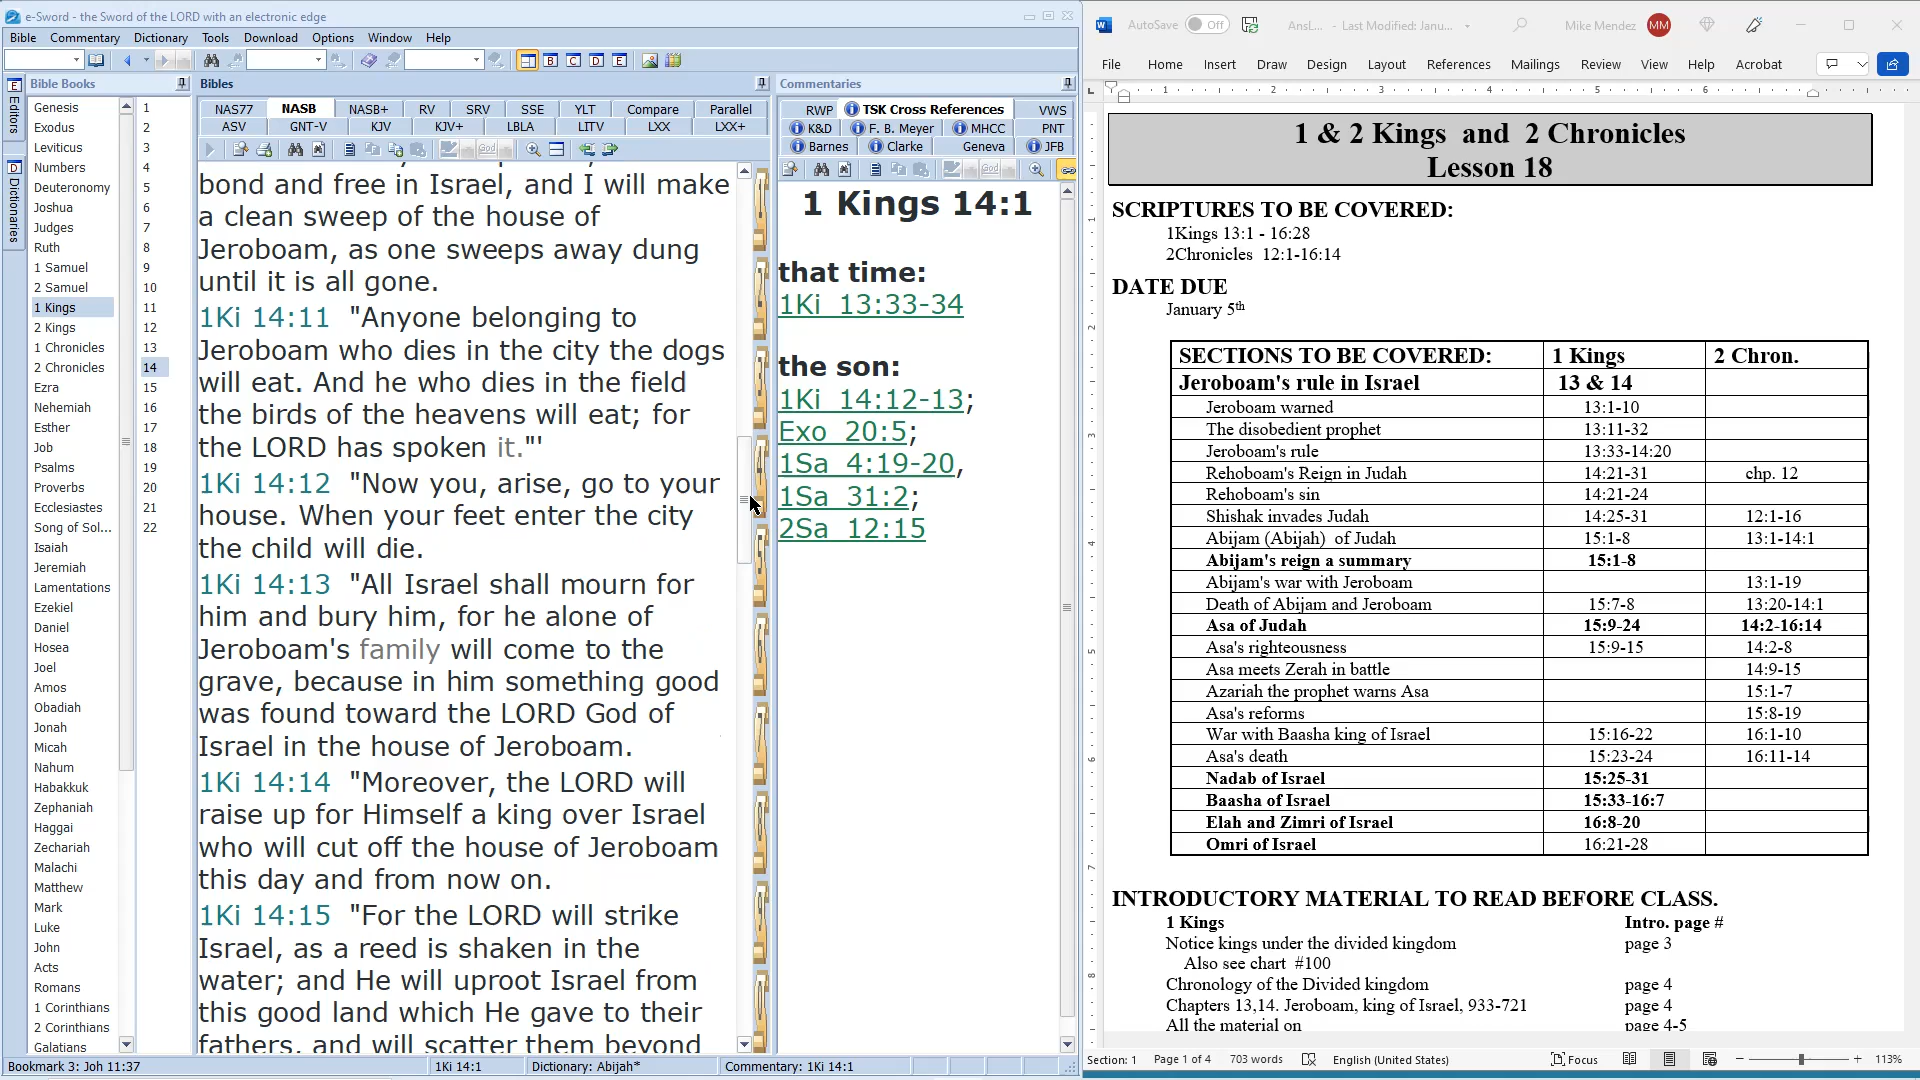 e-Sword - the Sword of the LORD with an electronic edge
Bible Commentary Dictionary Tools Download Options Window Help
B C D E
Editors
Dictionaries
Bible Books
Genesis
Exodus
Leviticus
Numbers
Deuteronomy
Joshua
Judges
Ruth
1 Samuel
2 Samuel
1 Kings
2 Kings
1 Chronicles
2 Chronicles
Ezra
Nehemiah
Esther
Job
Psalms
Proverbs
Ecclesiastes
Song of Sol...
Isaiah
Jeremiah
Lamentations
Ezekiel
Daniel
Hosea
Joel
Amos
Obadiah
Jonah
Micah
Nahum
Habakkuk
Zephaniah
Haggai
Zechariah
Malachi
Matthew
Mark
Luke
John
Acts
Romans
1 Corinthians
2 Corinthians
Galatians
1
2
3
4
5
6
7
8
9
10
11
12
13
14
15
16
17
18
19
20
21
22
Bibles
NAS77 NASB NASB+ RV SRV SSE YLT Compare Parallel
ASV GNT-V KJV KJV+ LBLA LITV LXX LXX+
bond and free in Israel, and I will make
a clean sweep of the house of
Jeroboam, as one sweeps away dung
until it is all gone.
1Ki 14:11 "Anyone belonging to
Jeroboam who dies in the city the dogs
will eat. And he who dies in the field
the birds of the heavens will eat; for
the LORD has spoken it."'
1Ki 14:12 "Now you, arise, go to your
house. When your feet enter the city
the child will die.
1Ki 14:13 "All Israel shall mourn for
him and bury him, for he alone of
Jeroboam's family will come to the
grave, because in him something good
was found toward the LORD God of
Israel in the house of Jeroboam.
1Ki 14:14 "Moreover, the LORD will
raise up for Himself a king over Israel
who will cut off the house of Jeroboam
this day and from now on.
1Ki 14:15 "For the LORD will strike
Israel, as a reed is shaken in the
water; and He will uproot Israel from
this good land which He gave to their
fathers, and will scatter them beyond
Commentaries
RWP TSK Cross References VWS
K&D F. B. Meyer MHCC PNT
Barnes Clarke Geneva JFB
1 Kings 14:1
that time:
1Ki 13:33-34
the son:
1Ki 14:12-13;
Exo 20:5;
1Sa 4:19-20,
1Sa 31:2;
2Sa 12:15
Bookmark 3: Joh 11:37 1Ki 14:1 Dictionary: Abijah* Commentary: 1Ki 14:1
AutoSave Off AnsL... - Last Modified: Janu... Mike Mendez MM
File Home Insert Draw Design Layout References Mailings Review View Help Acrobat
1 & 2 Kings and 2 Chronicles
Lesson 18
SCRIPTURES TO BE COVERED:
1Kings 13:1 - 16:28
2Chronicles 12:1-16:14
DATE DUE
January 5th
SECTIONS TO BE COVERED: 1 Kings 2 Chron.
Jeroboam's rule in Israel 13 & 14
Jeroboam warned 13:1-10
The disobedient prophet 13:11-32
Jeroboam's rule 13:33-14:20
Rehoboam's Reign in Judah 14:21-31 chp. 12
Rehoboam's sin 14:21-24
Shishak invades Judah 14:25-31 12:1-16
Abijam (Abijah) of Judah 15:1-8 13:1-14:1
Abijam's reign a summary 15:1-8
Abijam's war with Jeroboam 13:1-19
Death of Abijam and Jeroboam 15:7-8 13:20-14:1
Asa of Judah 15:9-24 14:2-16:14
Asa's righteousness 15:9-15 14:2-8
Asa meets Zerah in battle 14:9-15
Azariah the prophet warns Asa 15:1-7
Asa's reforms 15:8-19
War with Baasha king of Israel 15:16-22 16:1-10
Asa's death 15:23-24 16:11-14
Nadab of Israel 15:25-31
Baasha of Israel 15:33-16:7
Elah and Zimri of Israel 16:8-20
Omri of Israel 16:21-28
INTRODUCTORY MATERIAL TO READ BEFORE CLASS.
1 Kings Intro. page #
Notice kings under the divided kingdom page 3
Also see chart #100
Chronology of the Divided kingdom page 4
Chapters 13,14. Jeroboam, king of Israel, 933-721 page 4
All the material on page 4-5
Section: 1 Page 1 of 4 703 words English (United States) Focus 113%